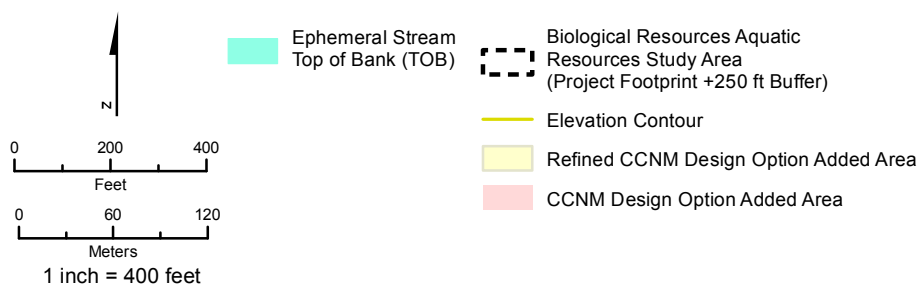 N
0 200 400
Feet
0 60 120
Meters
1 inch = 400 feet
Ephemeral Stream
Top of Bank (TOB)
Biological Resources Aquatic
Resources Study Area
(Project Footprint +250 ft Buffer)
Elevation Contour
Refined CCNM Design Option Added Area
CCNM Design Option Added Area